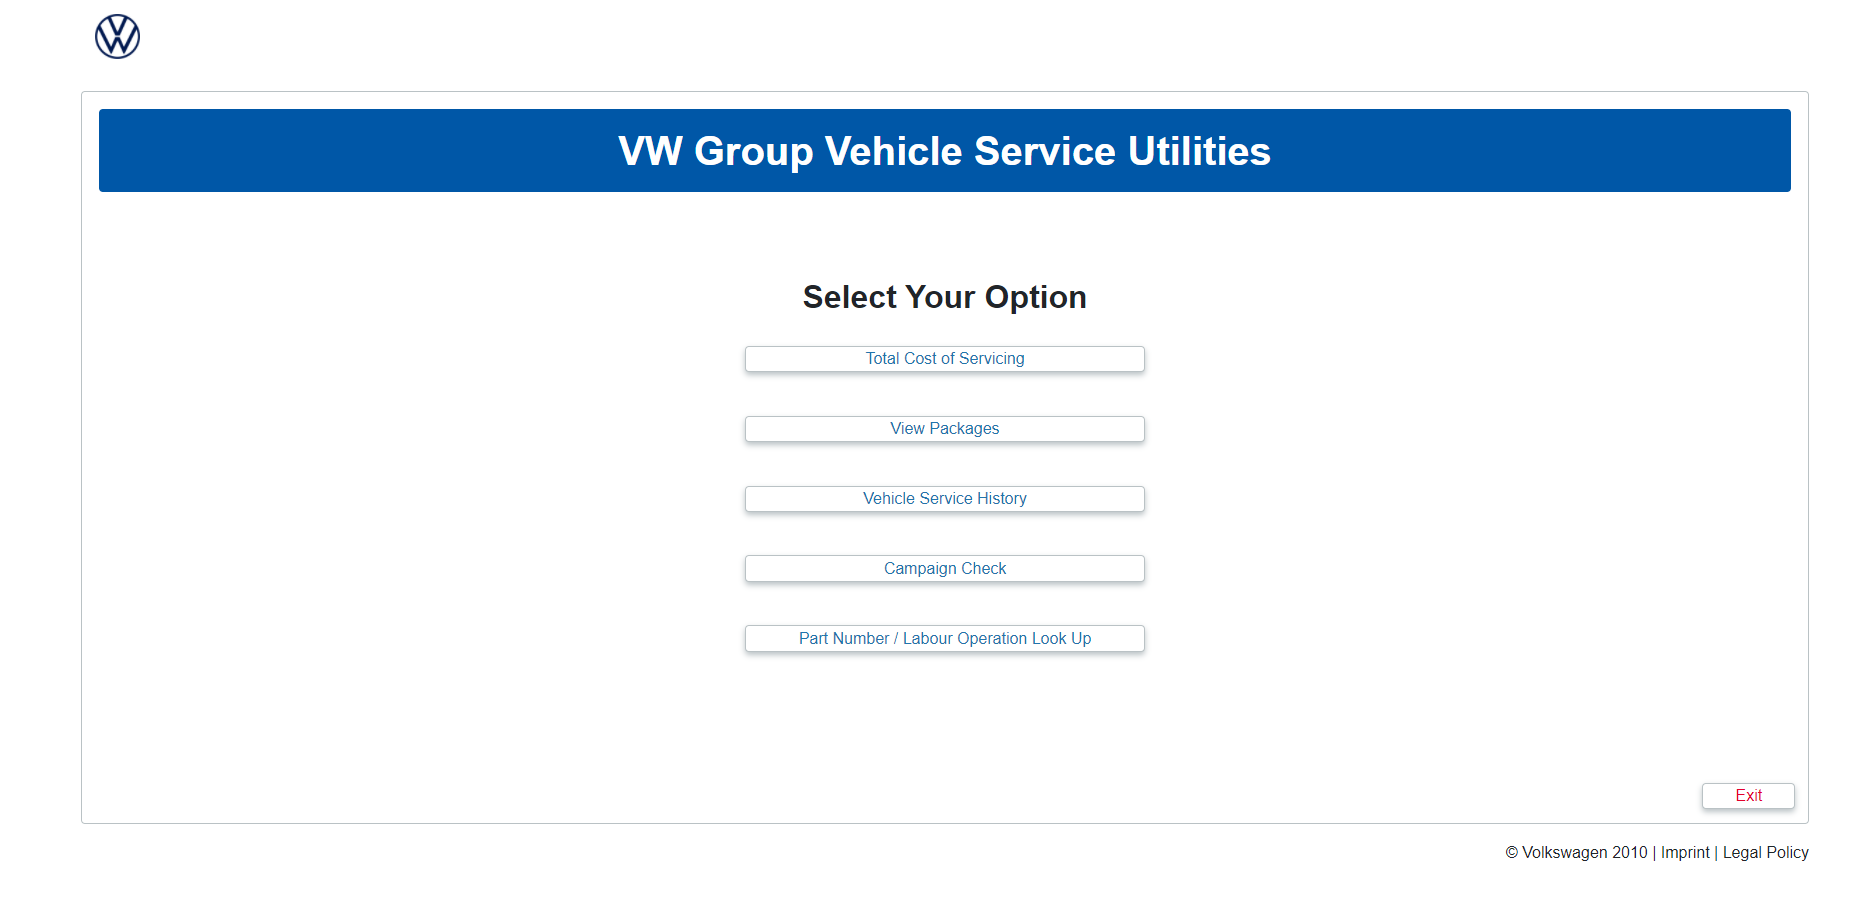 VW Group Vehicle Service Utilities
Select Your Option
Total Cost of Servicing
View Packages
Vehicle Service History
Campaign Check
Part Number / Labour Operation Look Up
Exit
© Volkswagen 2010 | Imprint | Legal Policy